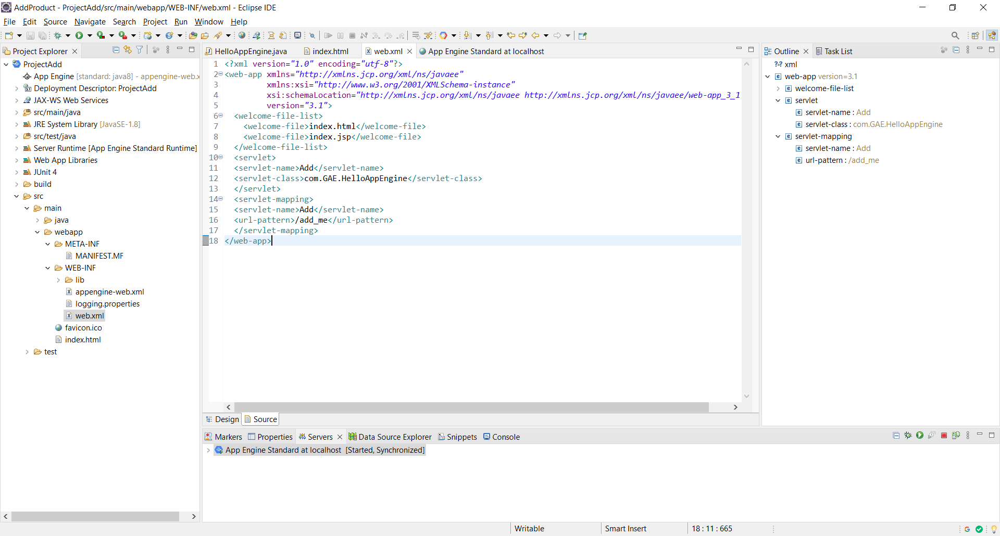 AddProduct - ProjectAdd/src/main/webapp/WEB-INF/web.xml - Eclipse IDE
File Edit Source Navigate Search Project Run Window Help
Project Explorer
ProjectAdd
App Engine [standard: java8] - appengine-web.x
Deployment Descriptor: ProjectAdd
JAX-WS Web Services
src/main/java
JRE System Library [JavaSE-1.8]
src/test/java
Server Runtime [App Engine Standard Runtime]
Web App Libraries
JUnit 4
build
src
main
java
webapp
META-INF
MANIFEST.MF
WEB-INF
lib
appengine-web.xml
logging.properties
web.xml
favicon.ico
index.html
test
HelloAppEngine.java index.html web.xml App Engine Standard at localhost
1 <?xml version="1.0" encoding="utf-8"?>
2 <web-app xmlns="http://xmlns.jcp.org/xml/ns/javaee"
3 xmlns:xsi="http://www.w3.org/2001/XMLSchema-instance"
4 xsi:schemaLocation="http://xmlns.jcp.org/xml/ns/javaee http://xmlns.jcp.org/xml/ns/javaee/web-app_3_1
5 version="3.1">
6 <welcome-file-list>
7 <welcome-file>index.html</welcome-file>
8 <welcome-file>index.jsp</welcome-file>
9 </welcome-file-list>
10 <servlet>
11 <servlet-name>Add</servlet-name>
12 <servlet-class>com.GAE.HelloAppEngine</servlet-class>
13 </servlet>
14 <servlet-mapping>
15 <servlet-name>Add</servlet-name>
16 <url-pattern>/add_me</url-pattern>
17 </servlet-mapping>
18 </web-app>
Design Source
Outline Task List
xml
web-app version=3.1
welcome-file-list
servlet
servlet-name : Add
servlet-class : com.GAE.HelloAppEngine
servlet-mapping
servlet-name : Add
url-pattern : /add_me
Markers Properties Servers Data Source Explorer Snippets Console
App Engine Standard at localhost [Started, Synchronized]
Writable Smart Insert 18 : 11 : 665